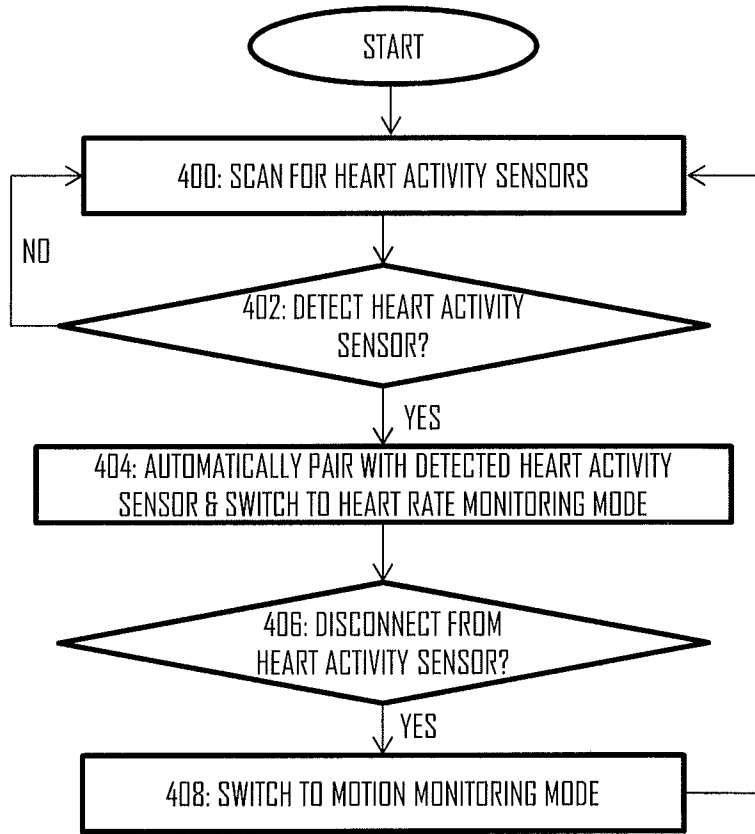 START
400: SCAN FOR HEART ACTIVITY SENSORS
NO
402: DETECT HEART ACTIVITY
SENSOR?
YES
404: AUTOMATICALLY PAIR WITH DETECTED HEART ACTIVITY
SENSOR & SWITCH TO HEART RATE MONITORING MODE
406: DISCONNECT FROM
HEART ACTIVITY SENSOR?
YES
408: SWITCH TO MOTION MONITORING MODE